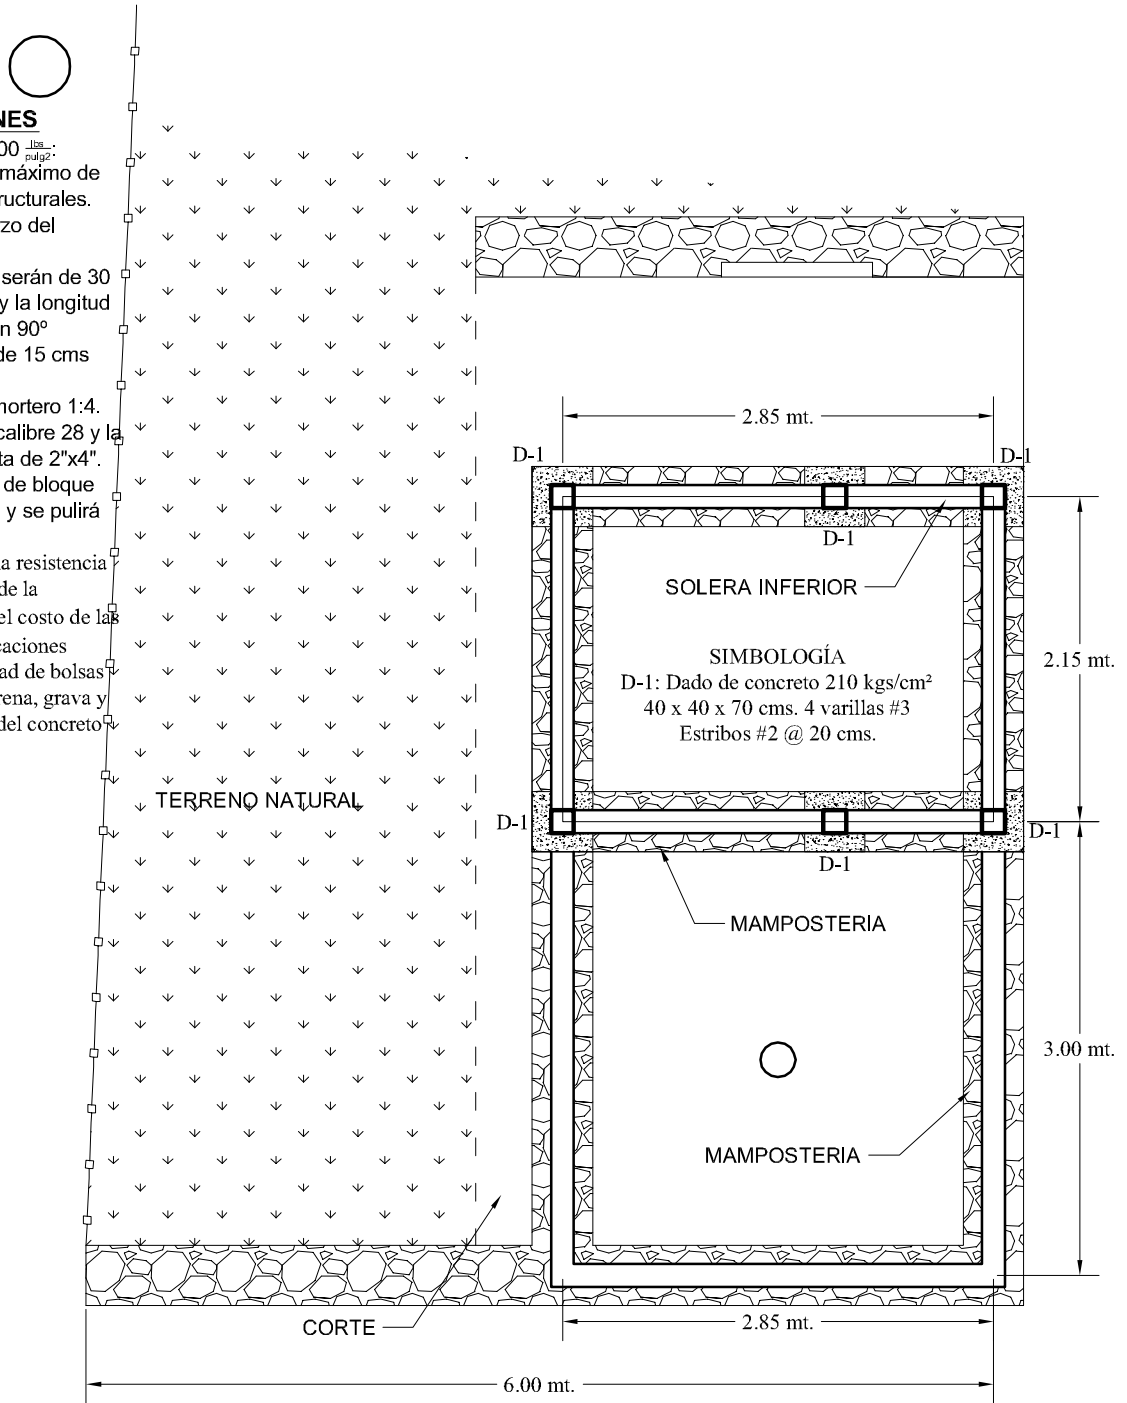 NES
00 lbs
pulg2.
máximo de
ructurales.
rzo del
serán de 30
y la longitud
n 90º
de 15 cms
nortero 1:4.
calibre 28 y la
ta de 2"x4".
de bloque
y se pulirá
a resistencia
de la
el costo de las
caciones
ad de bolsas
rena, grava y
del concreto
2.85 mt.
D-1
D-1
D-1
SOLERA INFERIOR
2.15 mt.
SIMBOLOGÍA
D-1: Dado de concreto 210 kgs/cm²
40 x 40 x 70 cms. 4 varillas #3
Estribos #2 @ 20 cms.
TERRENO NATURAL
D-1
D-1
D-1
MAMPOSTERIA
3.00 mt.
MAMPOSTERIA
CORTE
2.85 mt.
6.00 mt.